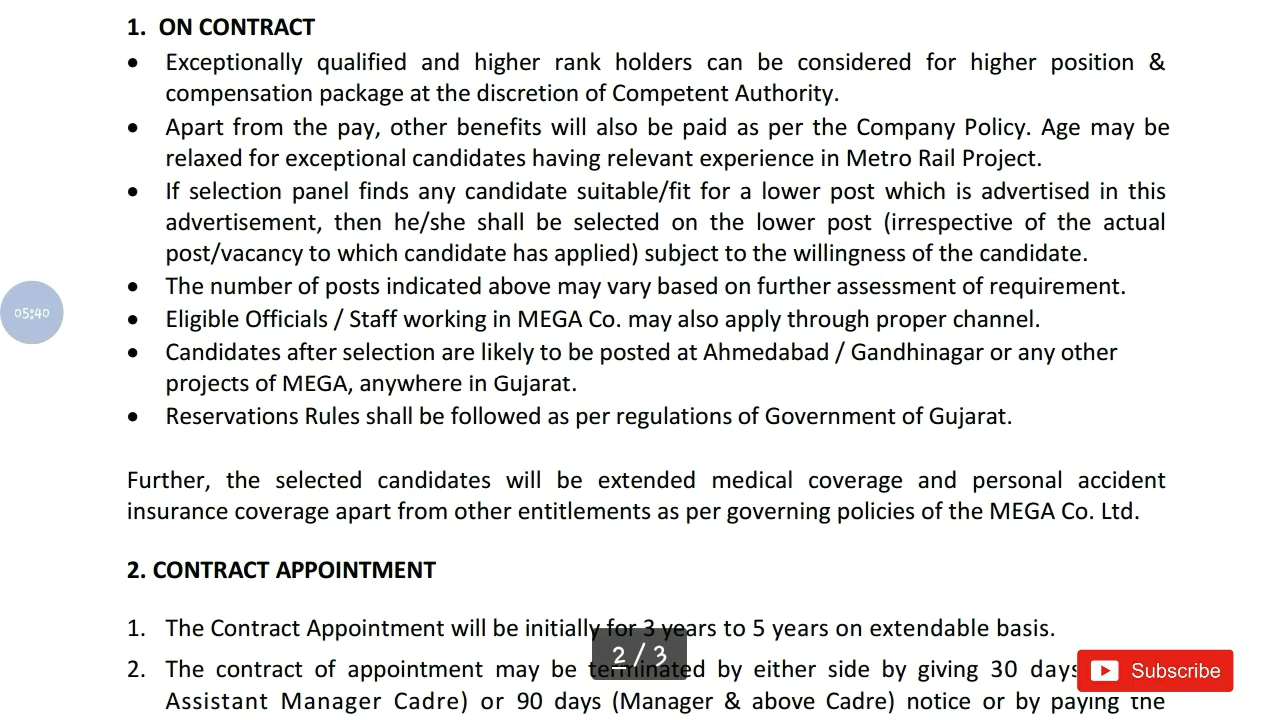 1. ON CONTRACT
• Exceptionally qualified and higher rank holders can be considered for higher position &
compensation package at the discretion of Competent Authority.
• Apart from the pay, other benefits will also be paid as per the Company Policy. Age may be
relaxed for exceptional candidates having relevant experience in Metro Rail Project.
• If selection panel finds any candidate suitable/fit for a lower post which is advertised in this
advertisement, then he/she shall be selected on the lower post (irrespective of the actual
post/vacancy to which candidate has applied) subject to the willingness of the candidate.
• The number of posts indicated above may vary based on further assessment of requirement.
05:40
• Eligible Officials / Staff working in MEGA Co. may also apply through proper channel.
• Candidates after selection are likely to be posted at Ahmedabad / Gandhinagar or any other
projects of MEGA, anywhere in Gujarat.
• Reservations Rules shall be followed as per regulations of Government of Gujarat.
Further, the selected candidates will be extended medical coverage and personal accident
insurance coverage apart from other entitlements as per governing policies of the MEGA Co. Ltd.
2. CONTRACT APPOINTMENT
1. The Contract Appointment will be initially for 3 years to 5 years on extendable basis.
2 / 3
2. The contract of appointment may be terminated by either side by giving 30 days
Subscribe
Assistant Manager Cadre) or 90 days (Manager & above Cadre) notice or by paying the